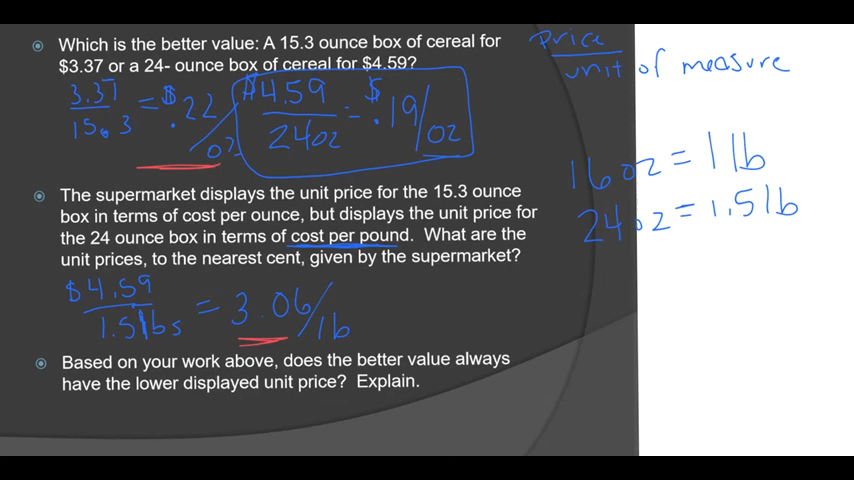 Which is the better value: A 15.3 ounce box of cereal for
$3.37 or a 24- ounce box of cereal for $4.59?
3.37
15.3
= $.22
/oz
$4.59
24oz
= $.19/oz
Price
unit of measure
16oz = 1 lb
24oz = 1.5lb
The supermarket displays the unit price for the 15.3 ounce
box in terms of cost per ounce, but displays the unit price for
the 24 ounce box in terms of cost per pound. What are the
unit prices, to the nearest cent, given by the supermarket?
$4.59
1.5lbs
= 3.06/lb
Based on your work above, does the better value always
have the lower displayed unit price? Explain.